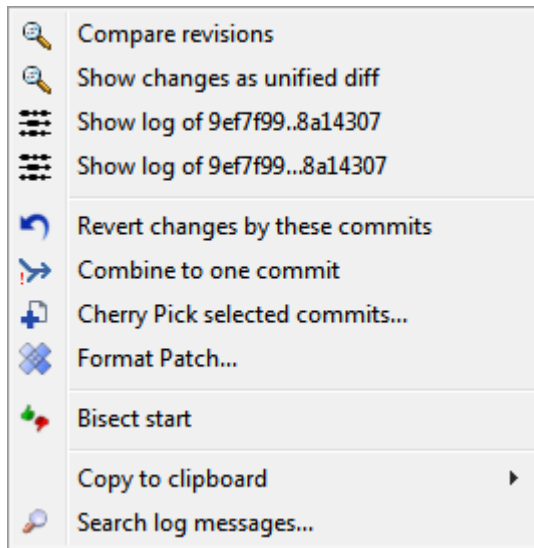 Compare revisions
Show changes as unified diff
Show log of 9ef7f99..8a14307
Show log of 9ef7f99...8a14307
Revert changes by these commits
Combine to one commit
Cherry Pick selected commits...
Format Patch...
Bisect start
Copy to clipboard
Search log messages...